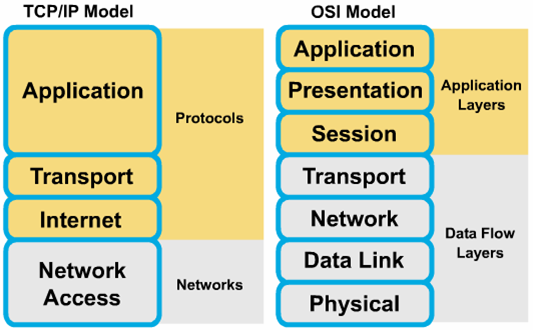 TCP/IP Model
Application
Transport
Internet
Network
Access
Protocols
Networks
OSI Model
Application
Presentation
Session
Transport
Network
Data Link
Physical
Application
Layers
Data Flow
Layers